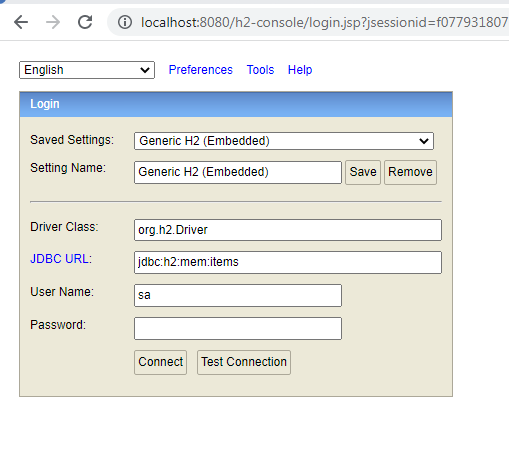 localhost:8080/h2-console/login.jsp?jsessionid=f077931807
English Preferences Tools Help
Login
Saved Settings: Generic H2 (Embedded)
Setting Name: Generic H2 (Embedded) Save Remove
Driver Class: org.h2.Driver
JDBC URL: jdbc:h2:mem:items
User Name: sa
Password:
Connect Test Connection